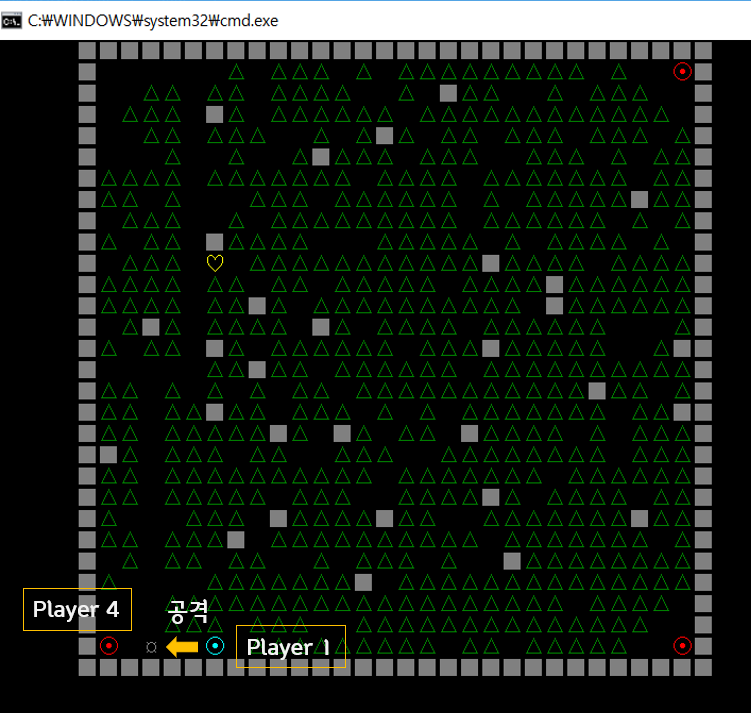 C:₩WINDOWS₩system32₩cmd.exe
Player 4
공격
Player 1